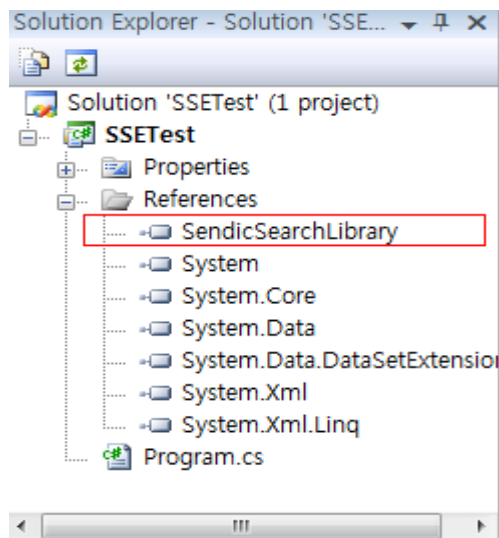 Solution Explorer - Solution 'SSE...
Solution 'SSETest' (1 project)
SSETest
Properties
References
SendicSearchLibrary
System
System.Core
System.Data
System.Data.DataSetExtension
System.Xml
System.Xml.Linq
Program.cs